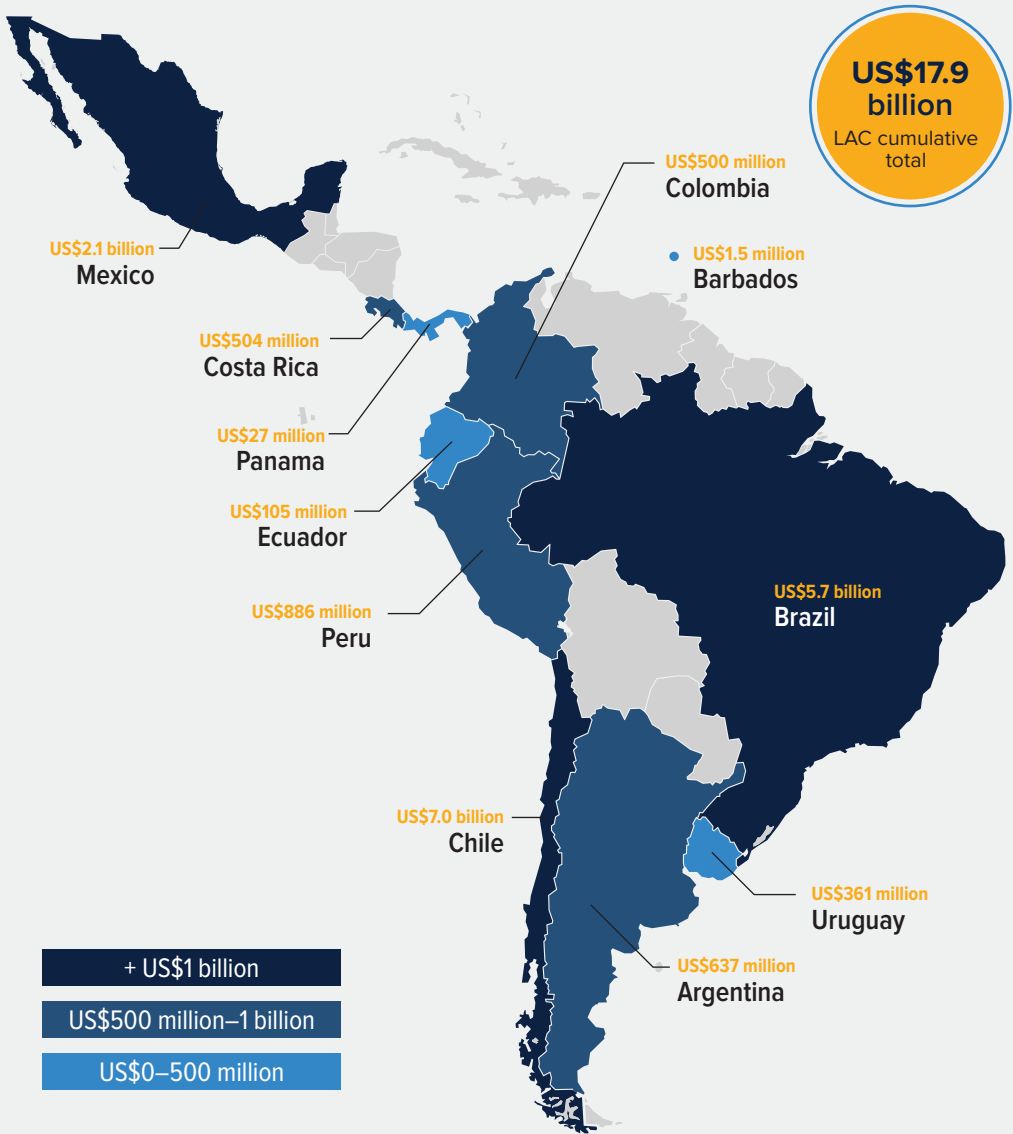 US$17.9
billion
LAC cumulative
total
US$500 million
Colombia
US$1.5 million
Barbados
US$2.1 billion
Mexico
US$504 million
Costa Rica
US$27 million
Panama
US$105 million
Ecuador
US$886 million
Peru
US$5.7 billion
Brazil
US$7.0 billion
Chile
US$361 million
Uruguay
US$637 million
Argentina
+ US$1 billion
US$500 million–1 billion
US$0–500 million